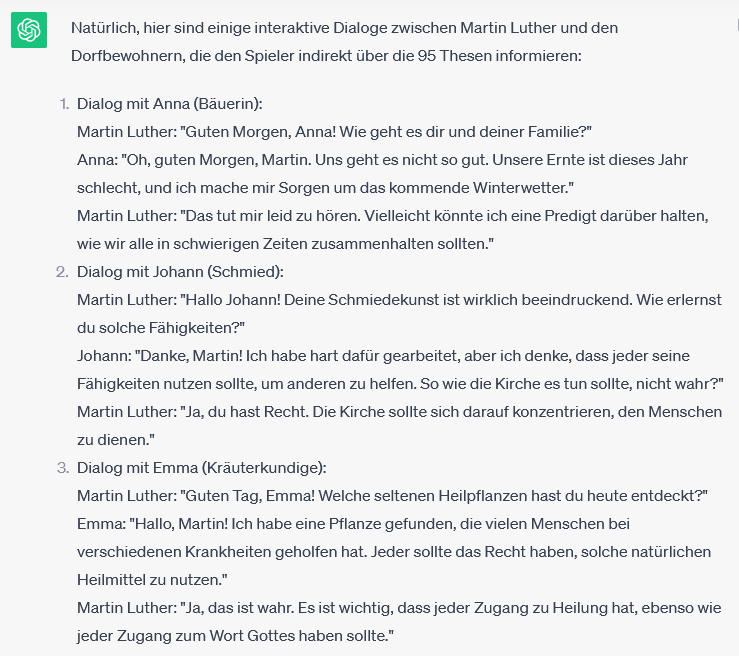 Natürlich, hier sind einige interaktive Dialoge zwischen Martin Luther und den
Dorfbewohnern, die den Spieler indirekt über die 95 Thesen informieren:
1. Dialog mit Anna (Bäuerin):
Martin Luther: "Guten Morgen, Anna! Wie geht es dir und deiner Familie?"
Anna: "Oh, guten Morgen, Martin. Uns geht es nicht so gut. Unsere Ernte ist dieses Jahr
schlecht, und ich mache mir Sorgen um das kommende Winterwetter."
Martin Luther: "Das tut mir leid zu hören. Vielleicht könnte ich eine Predigt darüber halten,
wie wir alle in schwierigen Zeiten zusammenhalten sollten."
2. Dialog mit Johann (Schmied):
Martin Luther: "Hallo Johann! Deine Schmiedekunst ist wirklich beeindruckend. Wie erlernst
du solche Fähigkeiten?"
Johann: "Danke, Martin! Ich habe hart dafür gearbeitet, aber ich denke, dass jeder seine
Fähigkeiten nutzen sollte, um anderen zu helfen. So wie die Kirche es tun sollte, nicht wahr?"
Martin Luther: "Ja, du hast Recht. Die Kirche sollte sich darauf konzentrieren, den Menschen
zu dienen."
3. Dialog mit Emma (Kräuterkundige):
Martin Luther: "Guten Tag, Emma! Welche seltenen Heilpflanzen hast du heute entdeckt?"
Emma: "Hallo, Martin! Ich habe eine Pflanze gefunden, die vielen Menschen bei
verschiedenen Krankheiten geholfen hat. Jeder sollte das Recht haben, solche natürlichen
Heilmittel zu nutzen."
Martin Luther: "Ja, das ist wahr. Es ist wichtig, dass jeder Zugang zu Heilung hat, ebenso wie
jeder Zugang zum Wort Gottes haben sollte."